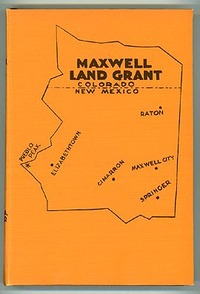 MAXWELL
LAND GRANT
COLORADO
NEW MEXICO
RATON
PUEBLO
PEAK
ELIZABETHTOWN
CIMARRON
MAXWELL CITY
SPRINGER